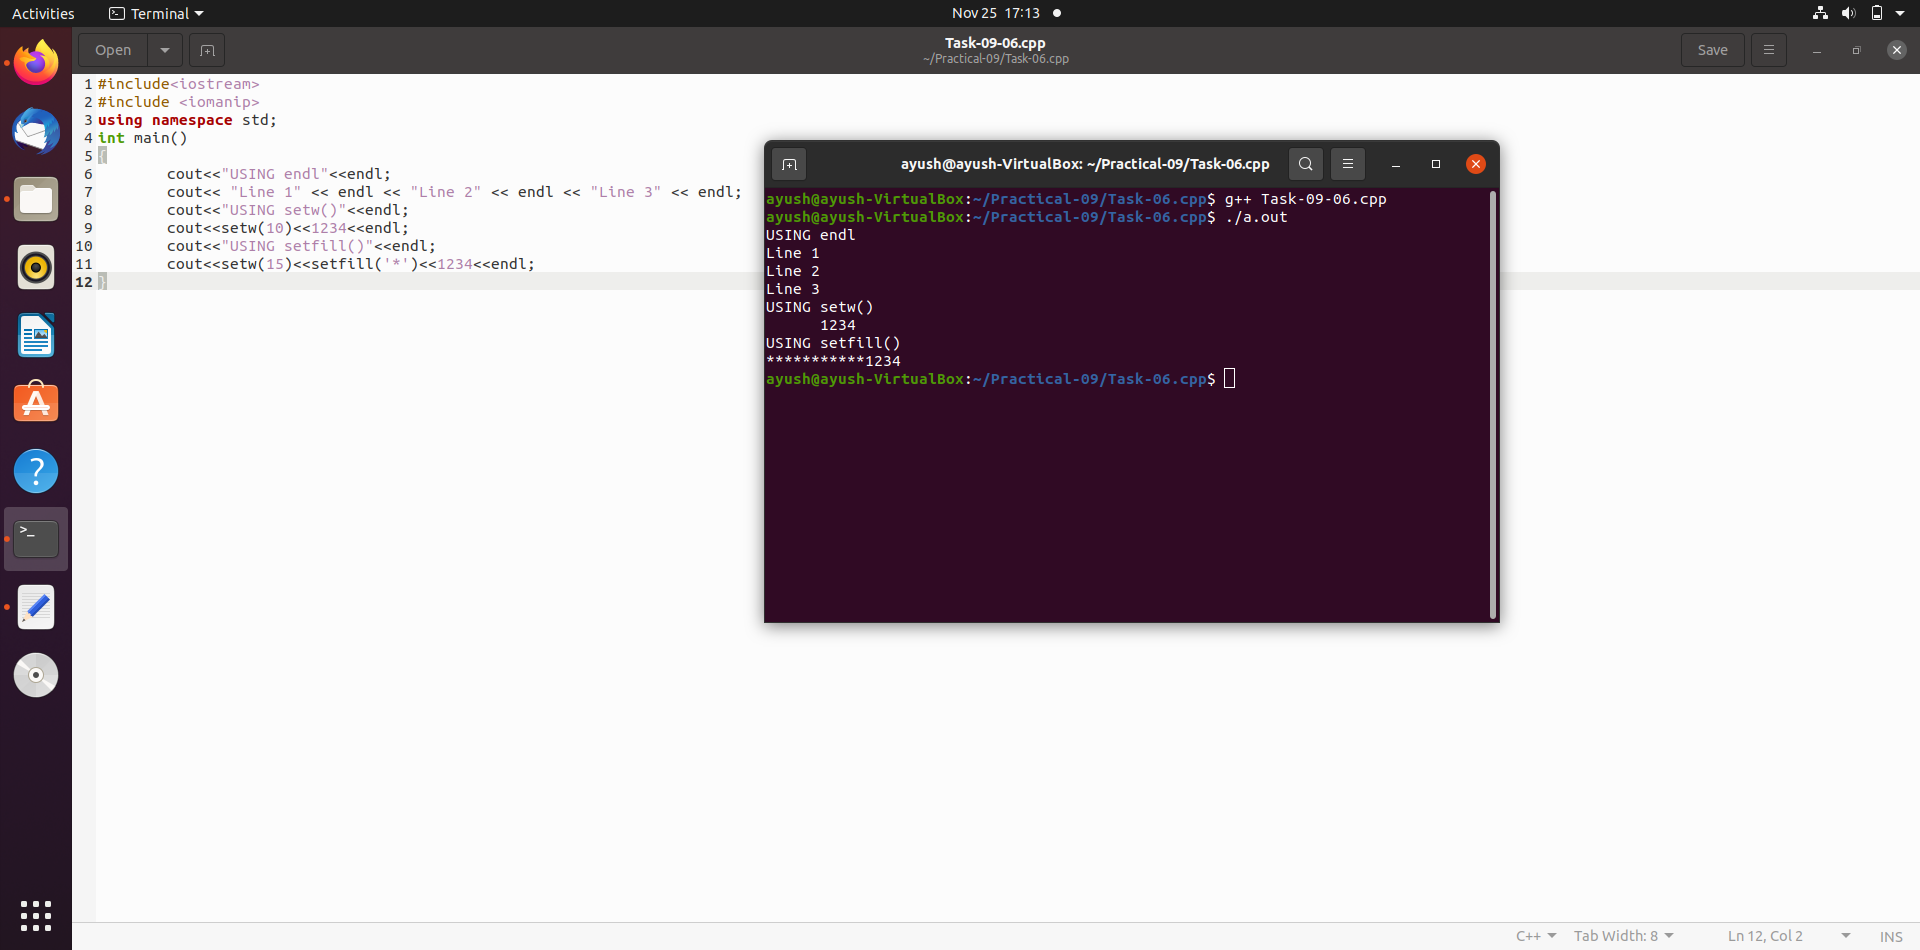 Activities Terminal Nov 25 17:13
Open Task-09-06.cpp Save
~/Practical-09/Task-06.cpp
1 #include<iostream>
2 #include <iomanip>
3 using namespace std;
4 int main()
5 {
6 cout<<"USING endl"<<endl;
7 cout<< "Line 1" << endl << "Line 2" << endl << "Line 3" << endl;
8 cout<<"USING setw()"<<endl;
9 cout<<setw(10)<<1234<<endl;
10 cout<<"USING setfill()"<<endl;
11 cout<<setw(15)<<setfill('*')<<1234<<endl;
12 }
ayush@ayush-VirtualBox: ~/Practical-09/Task-06.cpp
ayush@ayush-VirtualBox:~/Practical-09/Task-06.cpp$ g++ Task-09-06.cpp
ayush@ayush-VirtualBox:~/Practical-09/Task-06.cpp$ ./a.out
USING endl
Line 1
Line 2
Line 3
USING setw()
      1234
USING setfill()
***********1234
ayush@ayush-VirtualBox:~/Practical-09/Task-06.cpp$
C++ Tab Width: 8 Ln 12, Col 2 INS